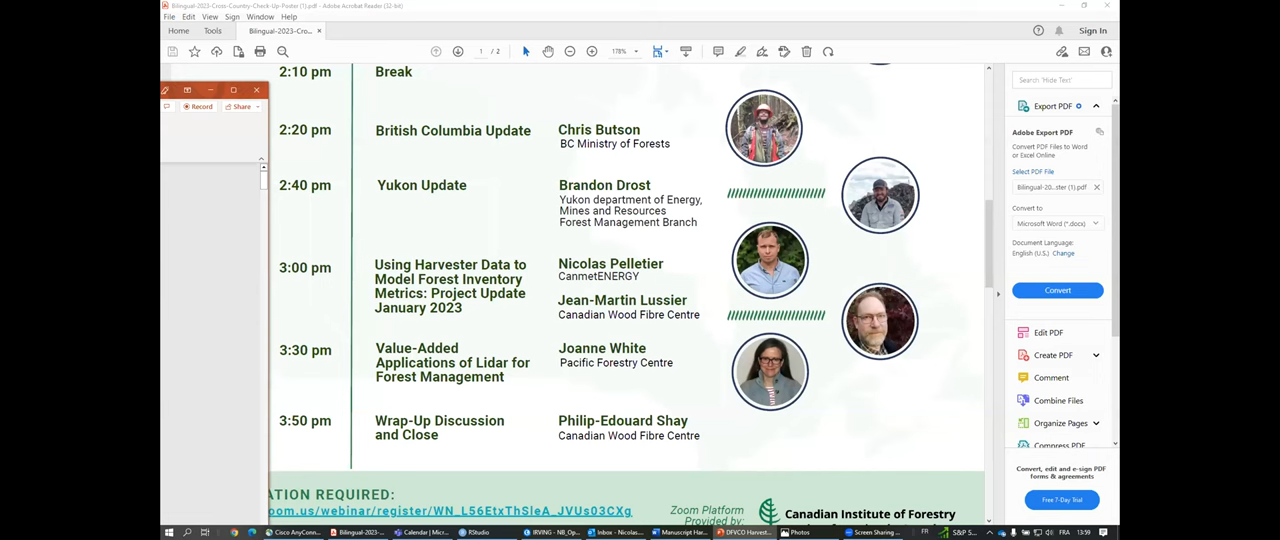 Bilingual-2023-Cross-Country-Check-Up-Poster (1).pdf - Adobe Acrobat Reader (32-bit)
File Edit View Sign Window Help
Home Tools Bilingual-2023-Cro... × Sign In
1 / 2 178%
2:10 pm Break
Record Share
2:20 pm British Columbia Update Chris Butson
BC Ministry of Forests
2:40 pm Yukon Update Brandon Drost
Yukon department of Energy,
Mines and Resources
Forest Management Branch
3:00 pm Using Harvester Data to
Model Forest Inventory
Metrics: Project Update
January 2023
Nicolas Pelletier
CanmetENERGY
Jean-Martin Lussier
Canadian Wood Fibre Centre
3:30 pm Value-Added
Applications of Lidar for
Forest Management
Joanne White
Pacific Forestry Centre
3:50 pm Wrap-Up Discussion
and Close
Philip-Edouard Shay
Canadian Wood Fibre Centre
ATION REQUIRED:
oom.us/webinar/register/WN_L56EtxThSIeA_JVUs03CXg
Zoom Platform
Provided by:
Canadian Institute of Forestry
Search 'Hide Text'
Export PDF
Adobe Export PDF
Convert PDF Files to Word
or Excel Online
Select PDF File
Bilingual-20...ster (1).pdf ×
Convert to
Microsoft Word (*.docx)
Document Language:
English (U.S.) Change
Convert
Edit PDF
Create PDF
Comment
Combine Files
Organize Pages
Compress PDF
Convert, edit and e-sign PDF
forms & agreements
Free 7-Day Trial
Cisco AnyConn... Bilingual-2023-... Calendar | Micr... RStudio IRVING - NB_Op... Inbox - Nicolas... Manuscript Har... DFVCO Harvest... Photos Screen Sharing ... FR S&P 5... FR 13:59